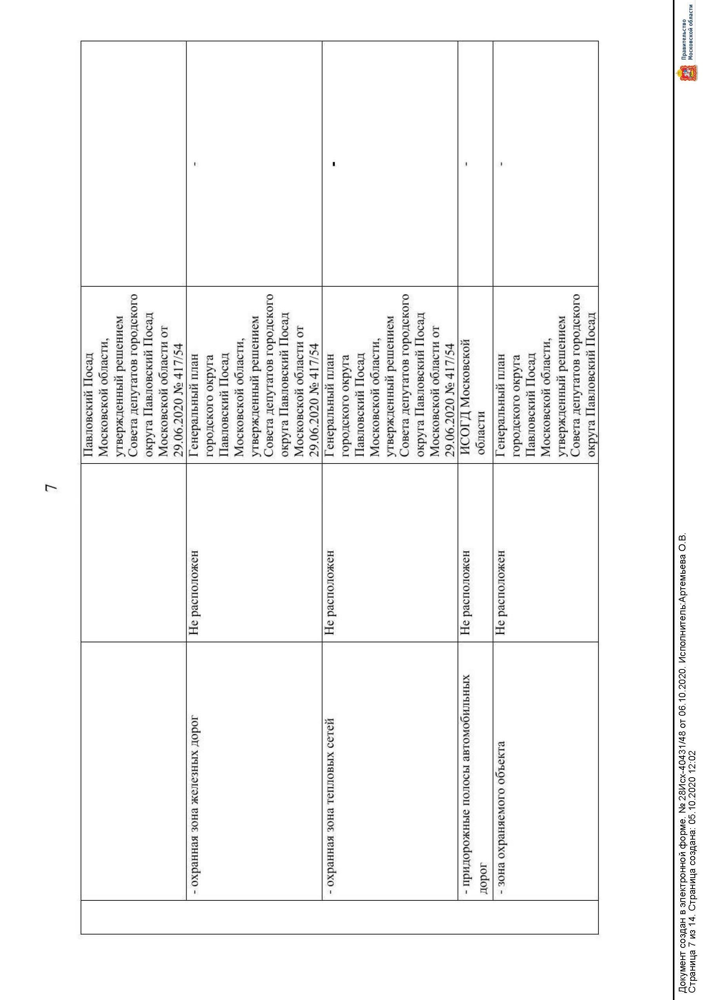 7
Павловский Посад
Московской области,
утвержденный решением
Совета депутатов городского
округа Павловский Посад
Московской области от
29.06.2020 № 417/54
- охранная зона железных дорог
Не расположен
Генеральный план
городского округа
Павловский Посад
Московской области,
утвержденный решением
Совета депутатов городского
округа Павловский Посад
Московской области от
29.06.2020 № 417/54
-
- охранная зона тепловых сетей
Не расположен
Генеральный план
городского округа
Павловский Посад
Московской области,
утвержденный решением
Совета депутатов городского
округа Павловский Посад
Московской области от
29.06.2020 № 417/54
-
- придорожные полосы автомобильных
дорог
Не расположен
ИСОГД Московской
области
-
- зона охраняемого объекта
Не расположен
Генеральный план
городского округа
Павловский Посад
Московской области,
утвержденный решением
Совета депутатов городского
округа Павловский Посад
-
Документ создан в электронной форме. № 28Исх-40431/48 от 06.10.2020. Исполнитель:Артемьева О.В.
Страница 7 из 14. Страница создана: 05.10.2020 12:02
Правительство
Московской области